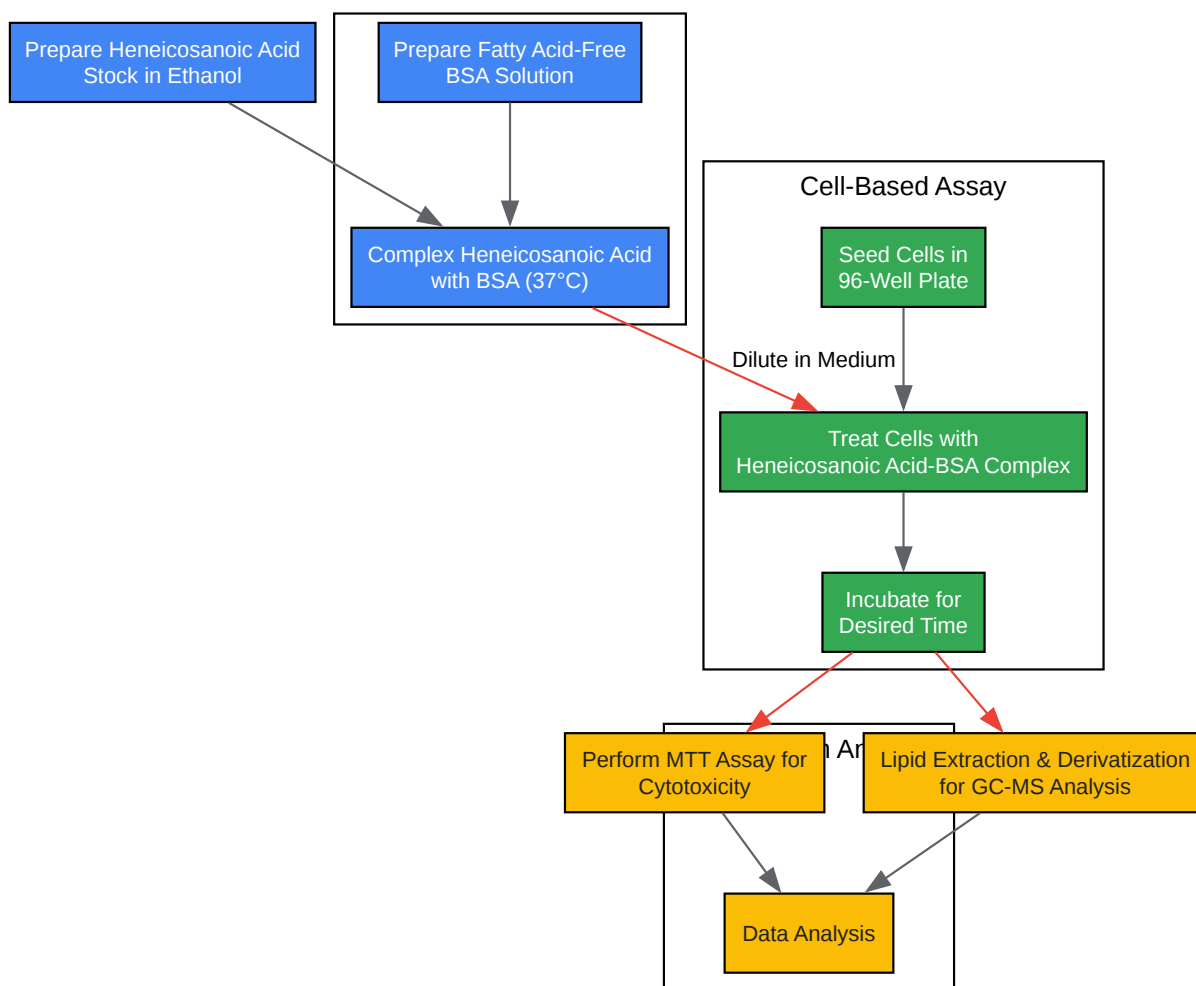 Prepare Heneicosanoic Acid
Stock in Ethanol
Prepare Fatty Acid-Free
BSA Solution
Complex Heneicosanoic Acid
with BSA (37°C)
Cell-Based Assay
Seed Cells in
96-Well Plate
Dilute in Medium
Treat Cells with
Heneicosanoic Acid-BSA Complex
Incubate for
Desired Time
Perform MTT Assay for
Cytotoxicity
Lipid Extraction & Derivatization
for GC-MS Analysis
Data Analysis